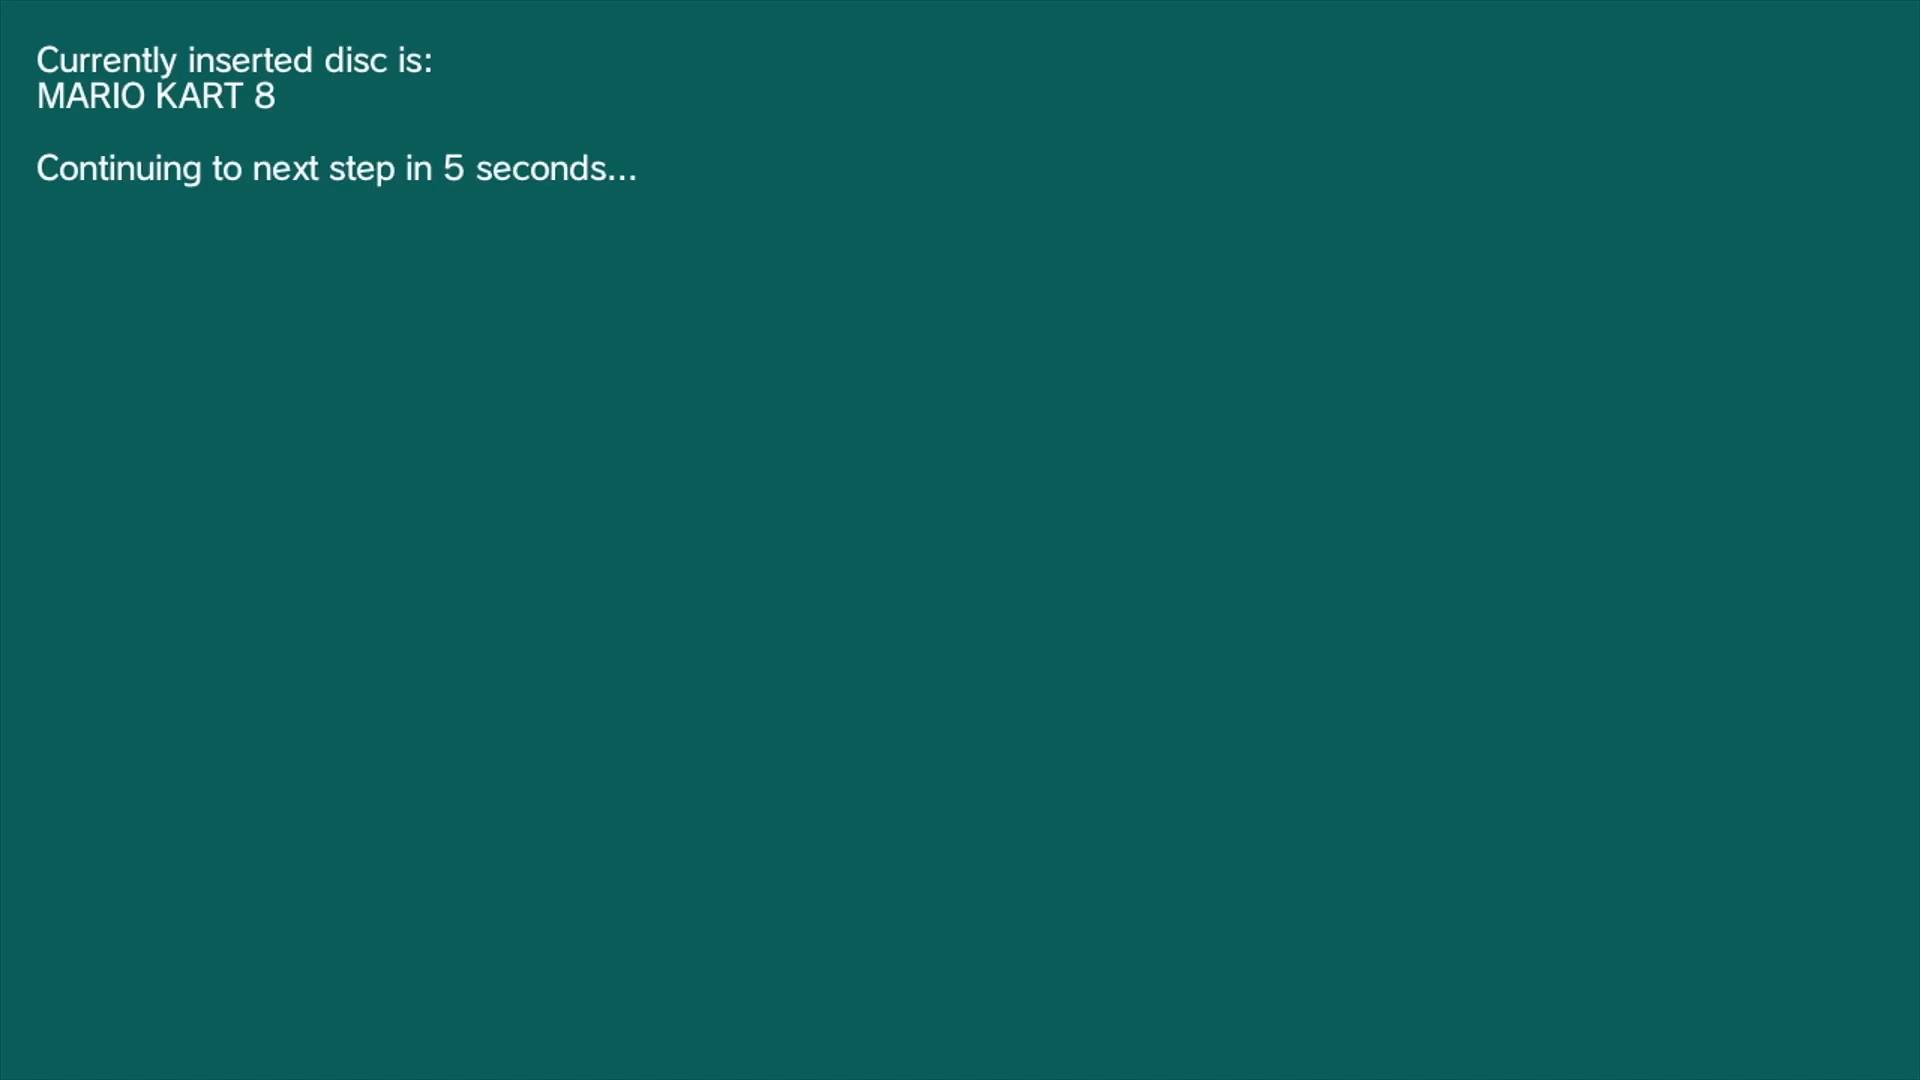 Currently inserted disc is:
MARIO KART 8
Continuing to next step in 5 seconds...